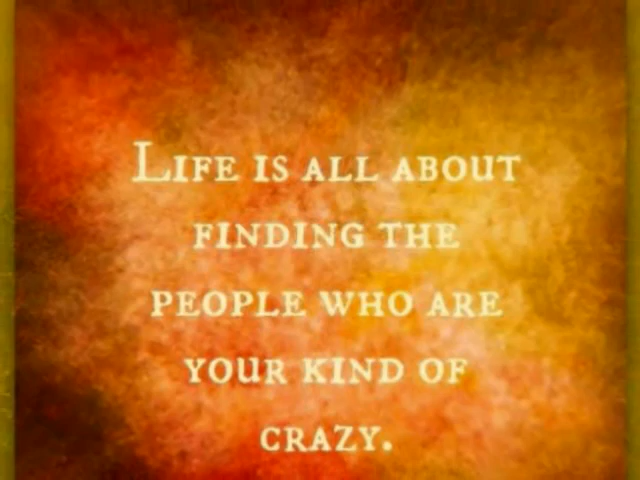 Life is all about
finding the
people who are
your kind of
crazy.